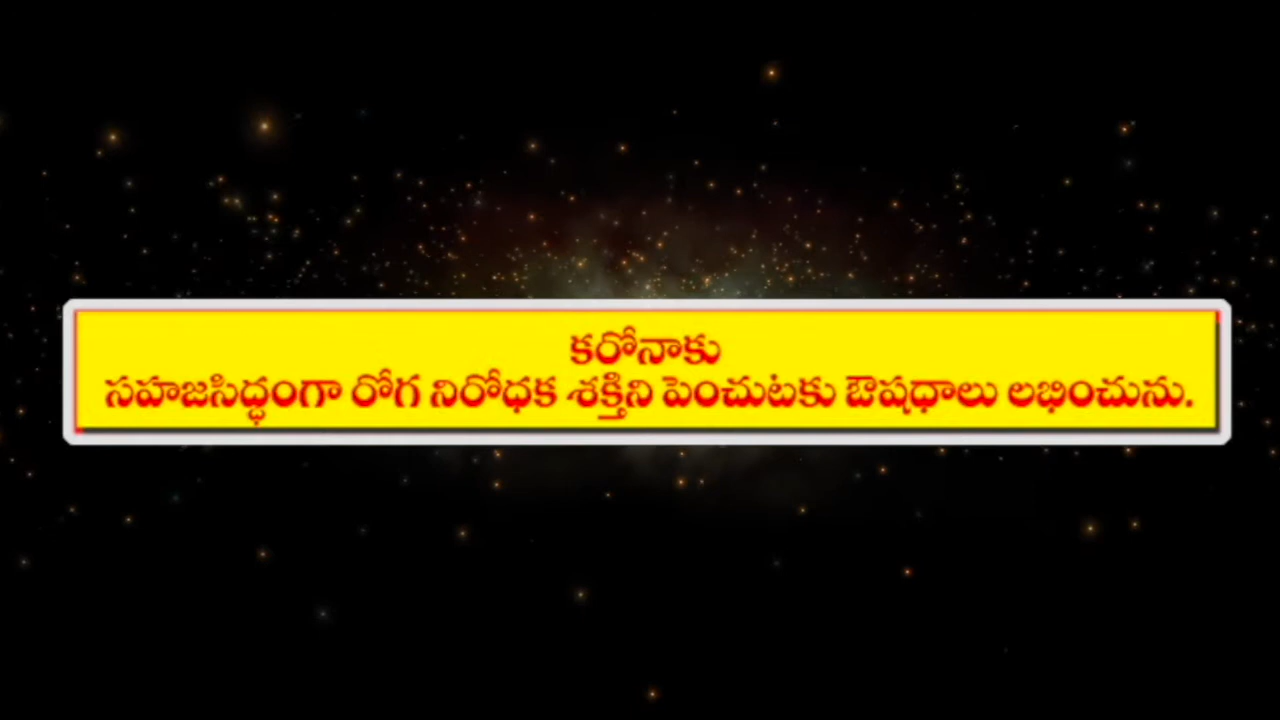 కరోనాకు
సహజసిద్ధంగా రోగ నిరోధక శక్తిని పెంచుటకు ఔషధాలు లభించును.